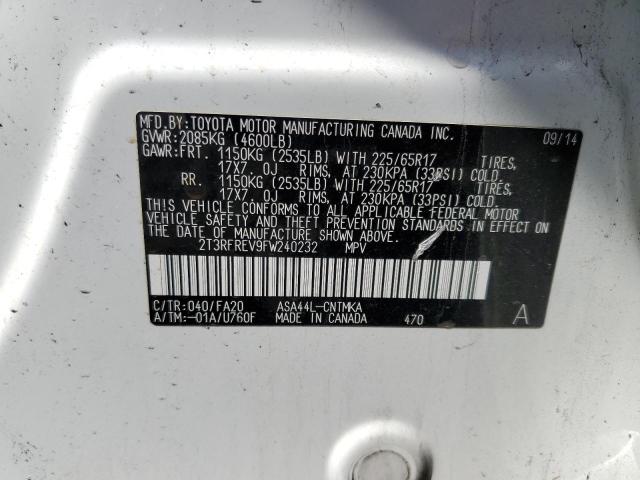 MFD.BY:TOYOTA MOTOR MANUFACTURING CANADA INC. 09/14
GVWR:2085KG (4600LB)
GAWR:FRT. 1150KG (2535LB) WITH 225/65R17 TIRES,
17X7.0J RIMS, AT 230KPA (33PSI) COLD.
RR. 1150KG (2535LB) WITH 225/65R17 TIRES,
17X7.0J RIMS, AT 230KPA (33PSI) COLD.
THIS VEHICLE CONFORMS TO ALL APPLICABLE FEDERAL MOTOR
VEHICLE SAFETY AND THEFT PREVENTION STANDARDS IN EFFECT ON
THE DATE OF MANUFACTURE SHOWN ABOVE.
2T3RFREV9FW240232 MPV
C/TR:040/FA20 ASA44L-CNTMKA
A/TM:-01A/U760F MADE IN CANADA 470 A